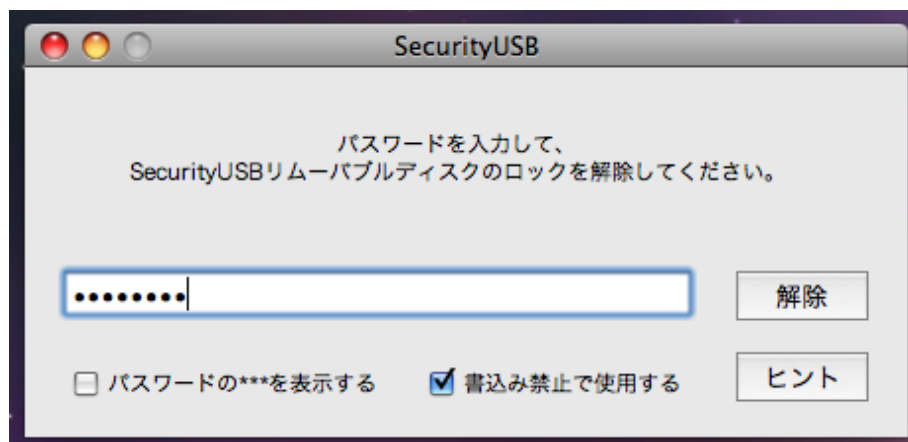 SecurityUSB
パスワードを入力して、
SecurityUSBリムーバブルディスクのロックを解除してください。
••••••••
解除
パスワードの***を表示する
書込み禁止で使用する
ヒント